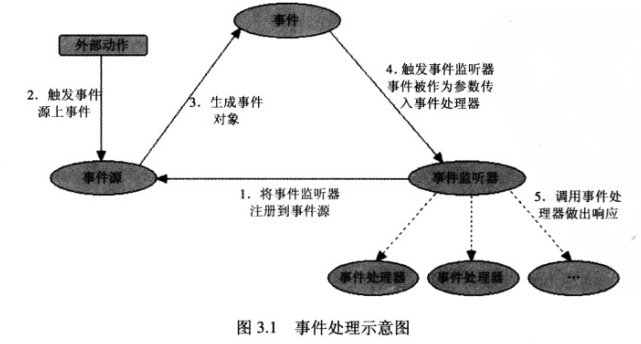 事件
外部动作
2．触发事件
源上事件
3．生成事件
对象
4.触发事件监听器
事件被作为参数传
入事件处理器
事件源
1．将事件监听器
注册到事件源
事件监听器
5．调用事件处
理器做出响应
事件处理器
事件处理器
…
图 3.1 事件处理示意图